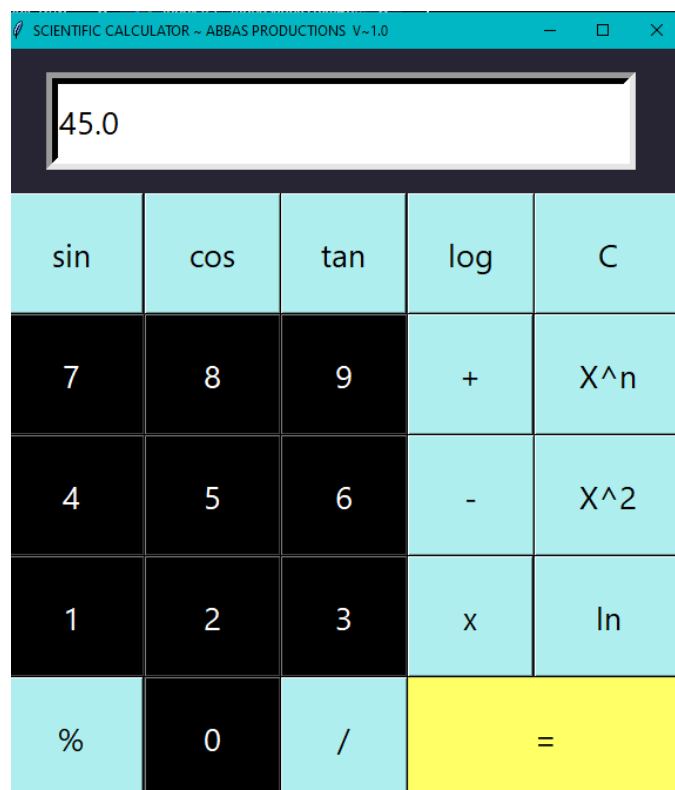 SCIENTIFIC CALCULATOR ~ ABBAS PRODUCTIONS V~1.0
45.0
sin cos tan log C
7 8 9 + X^n
4 5 6 - X^2
1 2 3 x ln
% 0 / =